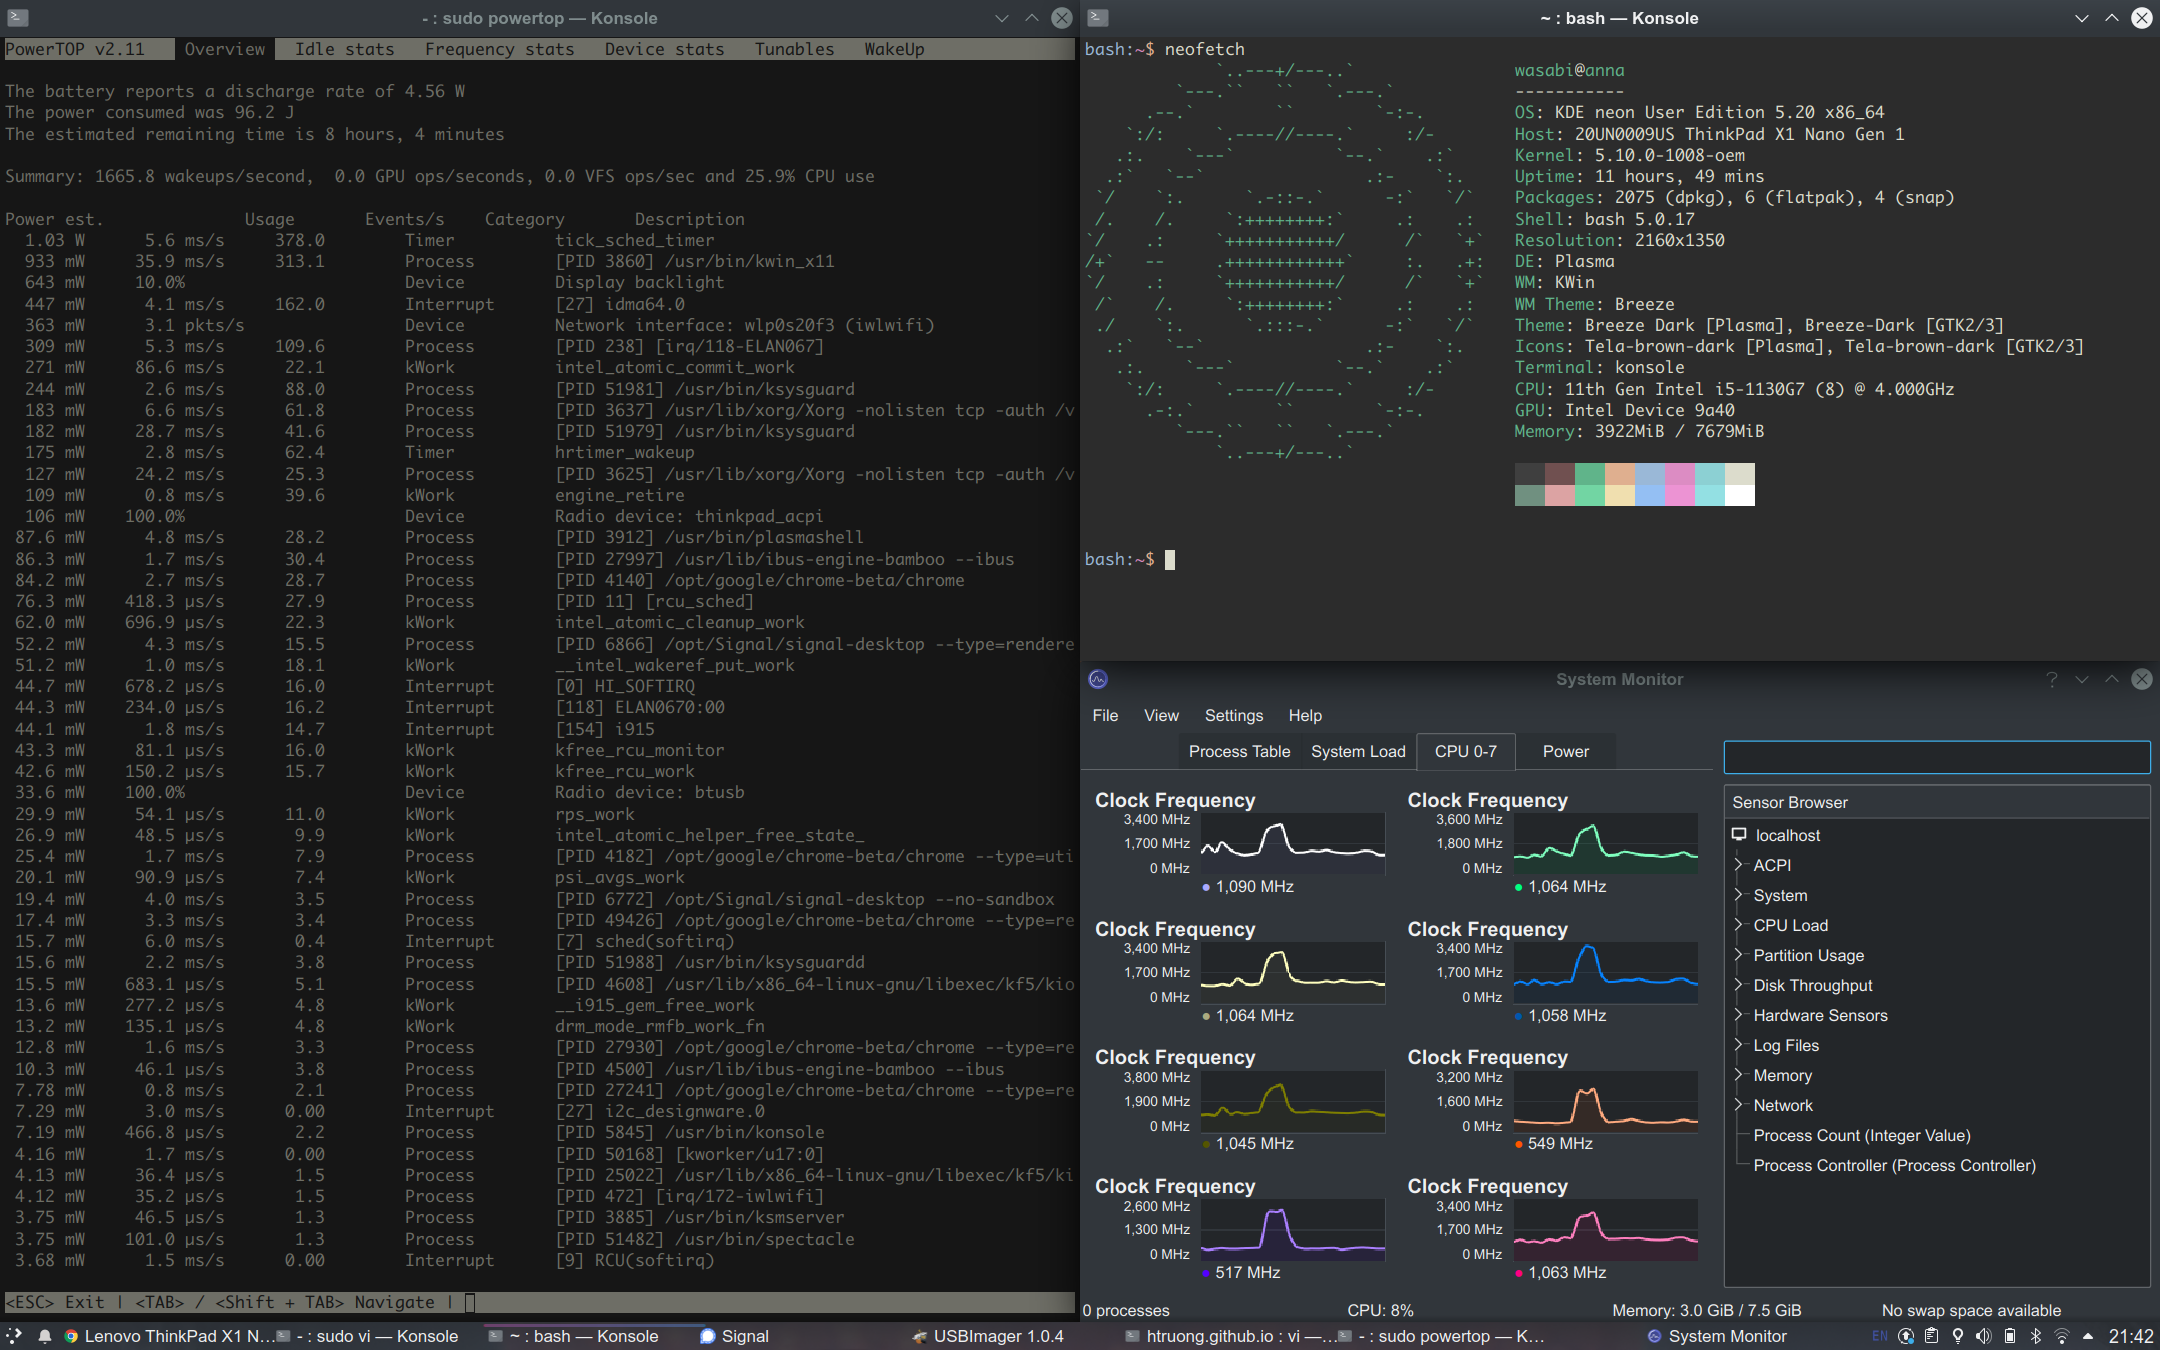 - : sudo powertop — Konsole
PowerTOP v2.11 Overview Idle stats Frequency stats Device stats Tunables WakeUp
The battery reports a discharge rate of 4.56 W
The power consumed was 96.2 J
The estimated remaining time is 8 hours, 4 minutes
Summary: 1665.8 wakeups/second, 0.0 GPU ops/seconds, 0.0 VFS ops/sec and 25.9% CPU use
Power est. Usage Events/s Category Description
1.03 W 5.6 ms/s 378.0 Timer tick_sched_timer
933 mW 35.9 ms/s 313.1 Process [PID 3860] /usr/bin/kwin_x11
643 mW 10.0% Device Display backlight
447 mW 4.1 ms/s 162.0 Interrupt [27] idma64.0
363 mW 3.1 pkts/s Device Network interface: wlp0s20f3 (iwlwifi)
309 mW 5.3 ms/s 109.6 Process [PID 238] [irq/118-ELAN067]
271 mW 86.6 ms/s 22.1 kWork intel_atomic_commit_work
244 mW 2.6 ms/s 88.0 Process [PID 51981] /usr/bin/ksysguard
183 mW 6.6 ms/s 61.8 Process [PID 3637] /usr/lib/xorg/Xorg -nolisten tcp -auth /v
182 mW 28.7 ms/s 41.6 Process [PID 51979] /usr/bin/ksysguard
175 mW 2.8 ms/s 62.4 Timer hrtimer_wakeup
127 mW 24.2 ms/s 25.3 Process [PID 3625] /usr/lib/xorg/Xorg -nolisten tcp -auth /v
109 mW 0.8 ms/s 39.6 kWork engine_retire
106 mW 100.0% Device Radio device: thinkpad_acpi
87.6 mW 4.8 ms/s 28.2 Process [PID 3912] /usr/bin/plasmashell
86.3 mW 1.7 ms/s 30.4 Process [PID 27997] /usr/lib/ibus-engine-bamboo --ibus
84.2 mW 2.7 ms/s 28.7 Process [PID 4140] /opt/google/chrome-beta/chrome
76.3 mW 418.3 µs/s 27.9 Process [PID 11] [rcu_sched]
62.0 mW 696.9 µs/s 22.3 kWork intel_atomic_cleanup_work
52.2 mW 4.3 ms/s 15.5 Process [PID 6866] /opt/Signal/signal-desktop --type=rendere
51.2 mW 1.0 ms/s 18.1 kWork __intel_wakeref_put_work
44.7 mW 678.2 µs/s 16.0 Interrupt [0] HI_SOFTIRQ
44.3 mW 234.0 µs/s 16.2 Interrupt [118] ELAN0670:00
44.1 mW 1.8 ms/s 14.7 Interrupt [154] i915
43.3 mW 81.1 µs/s 16.0 kWork kfree_rcu_monitor
42.6 mW 150.2 µs/s 15.7 kWork kfree_rcu_work
33.6 mW 100.0% Device Radio device: btusb
29.9 mW 54.1 µs/s 11.0 kWork rps_work
26.9 mW 48.5 µs/s 9.9 kWork intel_atomic_helper_free_state_
25.4 mW 1.7 ms/s 7.9 Process [PID 4182] /opt/google/chrome-beta/chrome --type=uti
20.1 mW 90.9 µs/s 7.4 kWork psi_avgs_work
19.4 mW 4.0 ms/s 3.5 Process [PID 6772] /opt/Signal/signal-desktop --no-sandbox
17.4 mW 3.3 ms/s 3.4 Process [PID 49426] /opt/google/chrome-beta/chrome --type=re
15.7 mW 6.0 ms/s 0.4 Interrupt [7] sched(softirq)
15.6 mW 2.2 ms/s 3.8 Process [PID 51988] /usr/bin/ksysguardd
15.5 mW 683.1 µs/s 5.1 Process [PID 4608] /usr/lib/x86_64-linux-gnu/libexec/kf5/kio
13.6 mW 277.2 µs/s 4.8 kWork __i915_gem_free_work
13.2 mW 135.1 µs/s 4.8 kWork drm_mode_rmfb_work_fn
12.8 mW 1.6 ms/s 3.3 Process [PID 27930] /opt/google/chrome-beta/chrome --type=re
10.3 mW 46.1 µs/s 3.8 Process [PID 4500] /usr/lib/ibus-engine-bamboo --ibus
7.78 mW 0.8 ms/s 2.1 Process [PID 27241] /opt/google/chrome-beta/chrome --type=re
7.29 mW 3.0 ms/s 0.00 Interrupt [27] i2c_designware.0
7.19 mW 466.8 µs/s 2.2 Process [PID 5845] /usr/bin/konsole
4.16 mW 1.7 ms/s 0.00 Process [PID 50168] [kworker/u17:0]
4.13 mW 36.4 µs/s 1.5 Process [PID 25022] /usr/lib/x86_64-linux-gnu/libexec/kf5/ki
4.12 mW 35.2 µs/s 1.5 Process [PID 472] [irq/172-iwlwifi]
3.75 mW 46.5 µs/s 1.3 Process [PID 3885] /usr/bin/ksmserver
3.75 mW 101.0 µs/s 1.3 Process [PID 51482] /usr/bin/spectacle
3.68 mW 1.5 ms/s 0.00 Interrupt [9] RCU(softirq)
<ESC> Exit | <TAB> / <Shift + TAB> Navigate |
~ : bash — Konsole
bash:~$ neofetch
wasabi@anna
-----------
OS: KDE neon User Edition 5.20 x86_64
Host: 20UN0009US ThinkPad X1 Nano Gen 1
Kernel: 5.10.0-1008-oem
Uptime: 11 hours, 49 mins
Packages: 2075 (dpkg), 6 (flatpak), 4 (snap)
Shell: bash 5.0.17
Resolution: 2160x1350
DE: Plasma
WM: KWin
WM Theme: Breeze
Theme: Breeze Dark [Plasma], Breeze-Dark [GTK2/3]
Icons: Tela-brown-dark [Plasma], Tela-brown-dark [GTK2/3]
Terminal: konsole
CPU: 11th Gen Intel i5-1130G7 (8) @ 4.000GHz
GPU: Intel Device 9a40
Memory: 3922MiB / 7679MiB
bash:~$
System Monitor
File View Settings Help
Process Table System Load CPU 0-7 Power
Clock Frequency
3,400 MHz
1,700 MHz
0 MHz
1,090 MHz
Clock Frequency
3,600 MHz
1,800 MHz
0 MHz
1,064 MHz
Clock Frequency
3,400 MHz
1,700 MHz
0 MHz
1,064 MHz
Clock Frequency
3,400 MHz
1,700 MHz
0 MHz
1,058 MHz
Clock Frequency
3,800 MHz
1,900 MHz
0 MHz
1,045 MHz
Clock Frequency
3,200 MHz
1,600 MHz
0 MHz
549 MHz
Clock Frequency
2,600 MHz
1,300 MHz
0 MHz
517 MHz
Clock Frequency
3,400 MHz
1,700 MHz
0 MHz
1,063 MHz
Sensor Browser
localhost
ACPI
System
CPU Load
Partition Usage
Disk Throughput
Hardware Sensors
Log Files
Memory
Network
Process Count (Integer Value)
Process Controller (Process Controller)
0 processes CPU: 8% Memory: 3.0 GiB / 7.5 GiB No swap space available
Lenovo ThinkPad X1 N... - : sudo vi — Konsole ~ : bash — Konsole Signal USBImager 1.0.4 htruong.github.io : vi —... - : sudo powertop — K... System Monitor EN 21:42